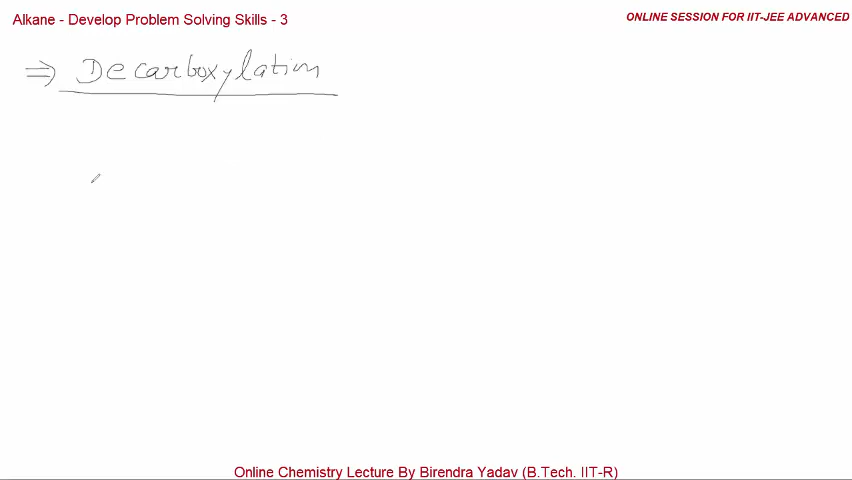 Alkane - Develop Problem Solving Skills - 3
ONLINE SESSION FOR IIT-JEE ADVANCED
⇒ Decarboxylation
Online Chemistry Lecture By Birendra Yadav (B.Tech. IIT-R)